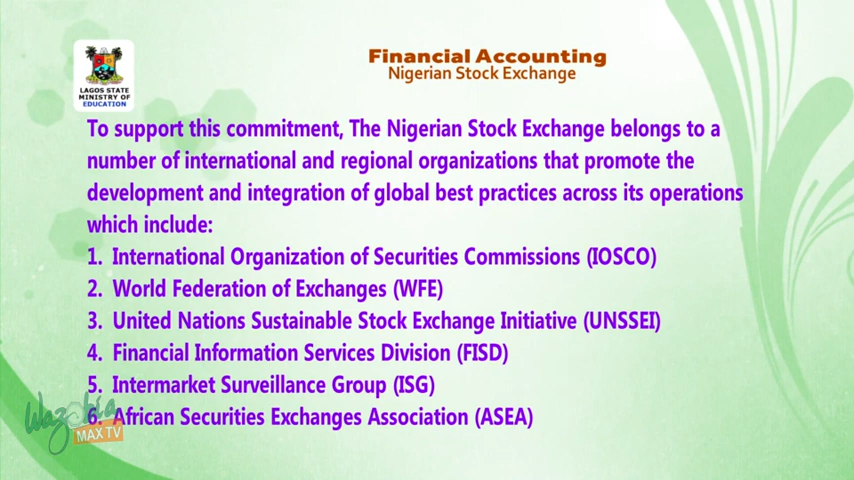 Financial Accounting
Nigerian Stock Exchange
LAGOS STATE
MINISTRY OF
EDUCATION
To support this commitment, The Nigerian Stock Exchange belongs to a
number of international and regional organizations that promote the
development and integration of global best practices across its operations
which include:
1. International Organization of Securities Commissions (IOSCO)
2. World Federation of Exchanges (WFE)
3. United Nations Sustainable Stock Exchange Initiative (UNSSEI)
4. Financial Information Services Division (FISD)
5. Intermarket Surveillance Group (ISG)
6. African Securities Exchanges Association (ASEA)
Wazobia
MAX TV